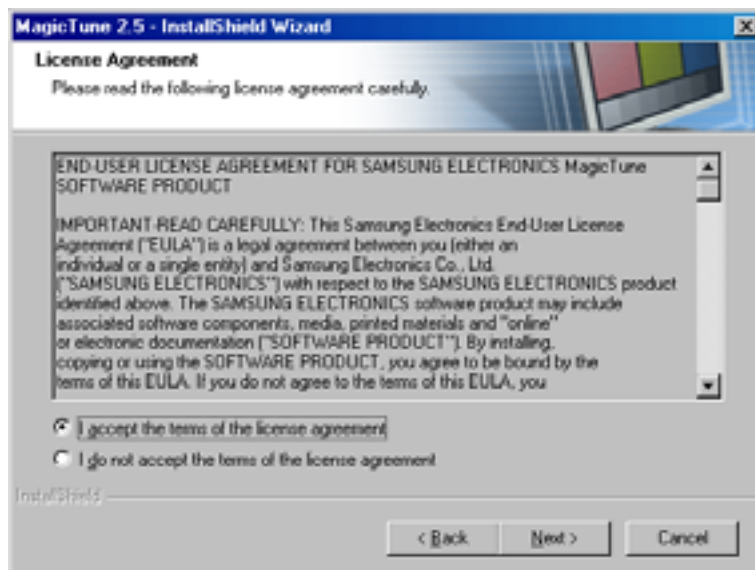 MagicTune 2.5 - InstallShield Wizard
License Agreement
Please read the following license agreement carefully.
END-USER LICENSE AGREEMENT FOR SAMSUNG ELECTRONICS MagicTune
SOFTWARE PRODUCT
IMPORTANT-READ CAREFULLY: This Samsung Electronics End-User License
Agreement ("EULA") is a legal agreement between you (either an
individual or a single entity) and Samsung Electronics Co., Ltd.
("SAMSUNG ELECTRONICS") with respect to the SAMSUNG ELECTRONICS product
identified above. The SAMSUNG ELECTRONICS software product may include
associated software components, media, printed materials and "online"
or electronic documentation ("SOFTWARE PRODUCT"). By installing,
copying or using the SOFTWARE PRODUCT, you agree to be bound by the
terms of this EULA. If you do not agree to the terms of this EULA, you
I accept the terms of the license agreement
I do not accept the terms of the license agreement
InstallShield
< Back
Next >
Cancel